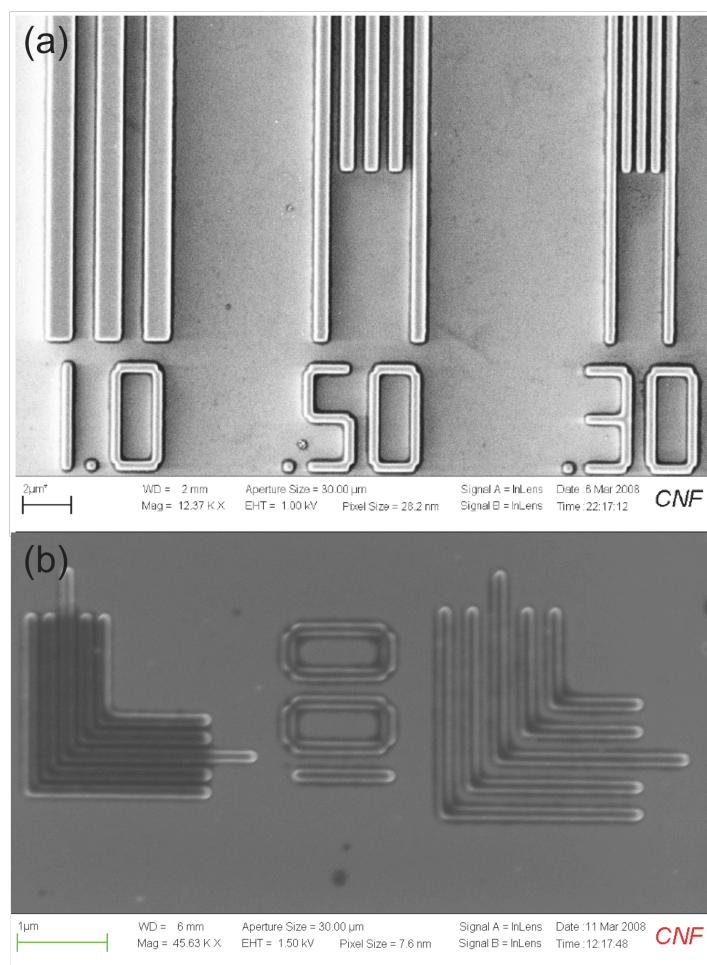 (a)
1.0 .50 .30
2µm*
WD = 2 mm Aperture Size = 30.00 µm Signal A = InLens Date :6 Mar 2008
Mag = 12.37 K X EHT = 1.00 kV Pixel Size = 28.2 nm Signal B = InLens Time :22:17:12
CNF
(b)
100
1µm
WD = 6 mm Aperture Size = 30.00 µm Signal A = InLens Date :11 Mar 2008
Mag = 45.63 K X EHT = 1.50 kV Pixel Size = 7.6 nm Signal B = InLens Time :12:17:48
CNF